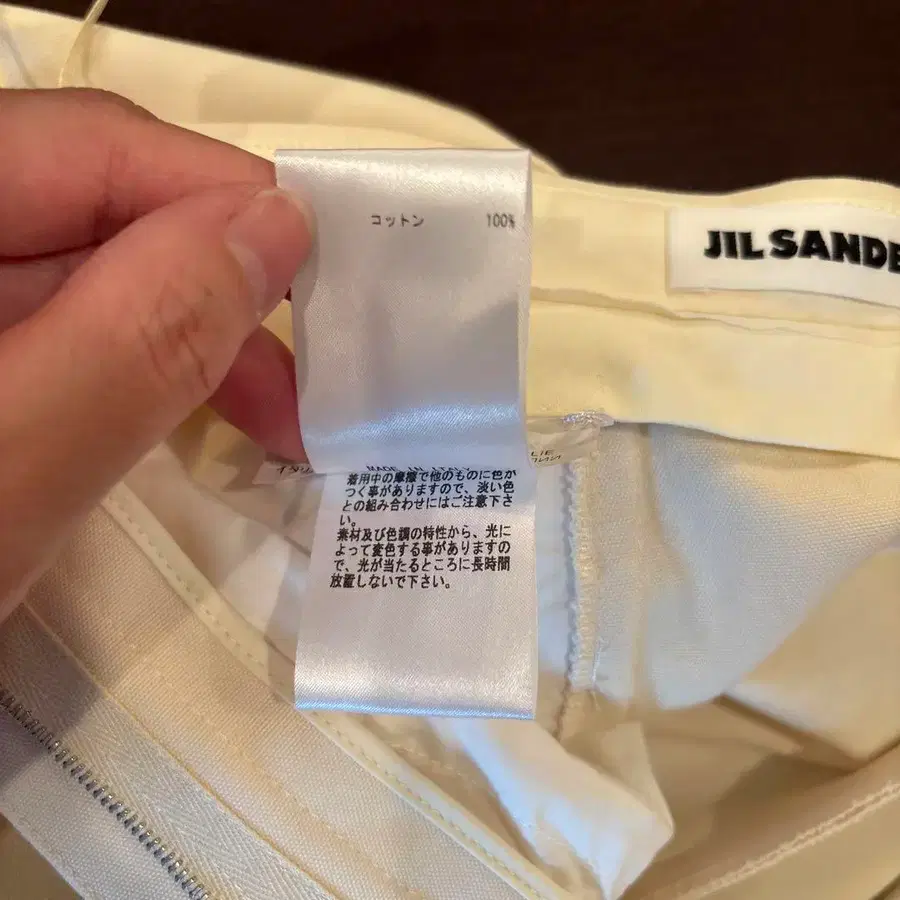 コットン 100%
JIL SANDE
MADE IN ITA
着用中の摩擦で他のものに色が
つく事がありますので、淡い色
との組み合わせにはご注意下さ
い。
素材及び色調の特性から、光に
よって変色する事がありますの
で、光が当たるところに長時間
放置しないで下さい。